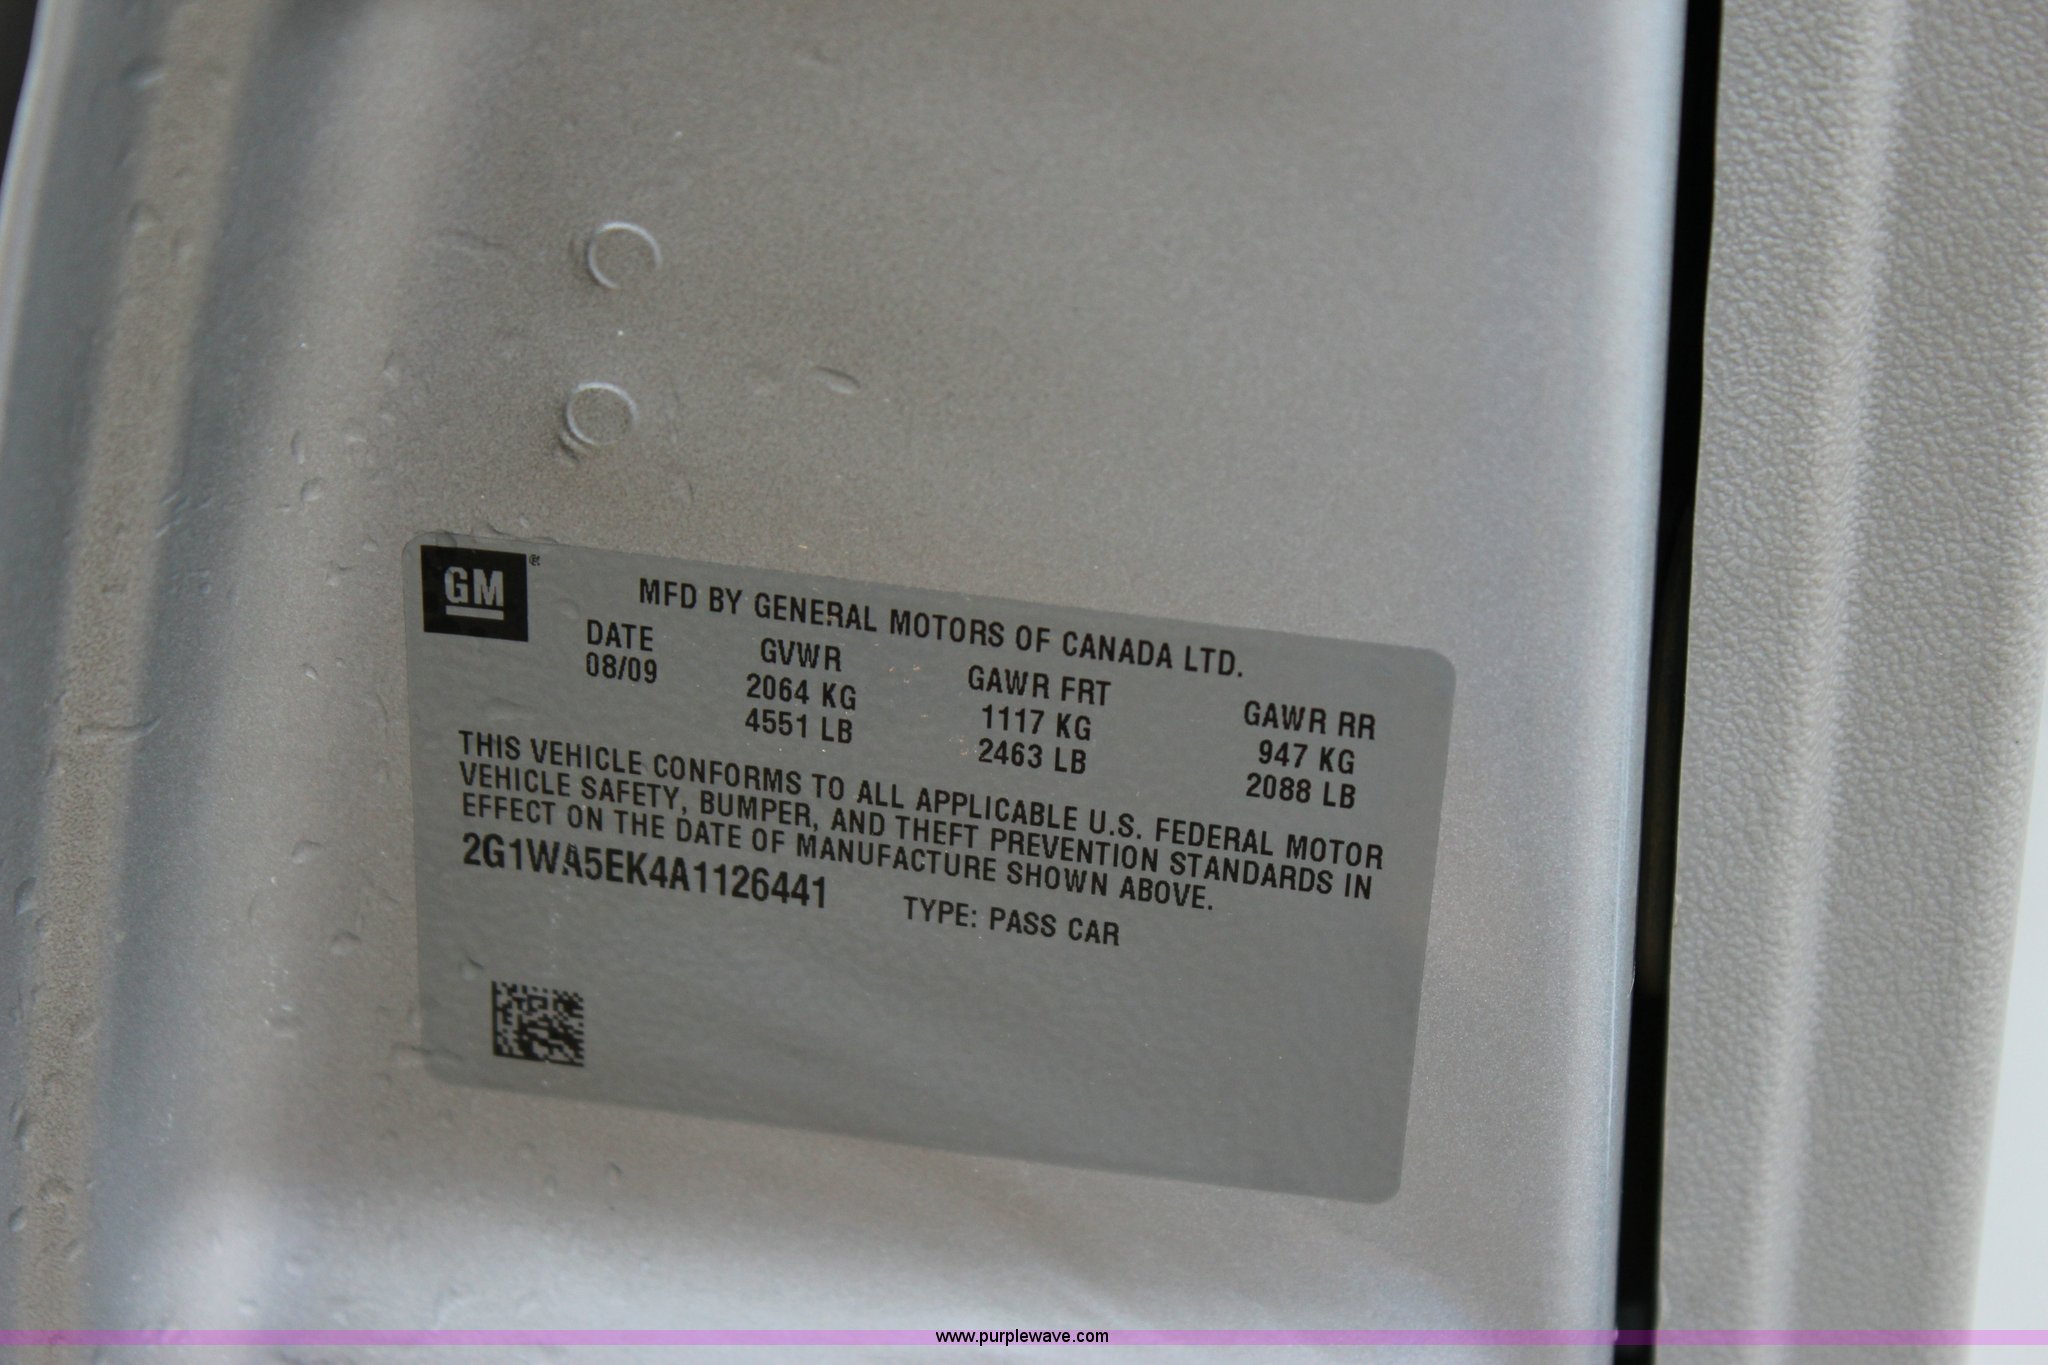 GM®
MFD BY GENERAL MOTORS OF CANADA LTD.
DATE GVWR GAWR FRT GAWR RR
08/09 2064 KG 1117 KG 947 KG
4551 LB 2463 LB 2088 LB
THIS VEHICLE CONFORMS TO ALL APPLICABLE U.S. FEDERAL MOTOR
VEHICLE SAFETY, BUMPER, AND THEFT PREVENTION STANDARDS IN
EFFECT ON THE DATE OF MANUFACTURE SHOWN ABOVE.
2G1WA5EK4A1126441 TYPE: PASS CAR
www.purplewave.com